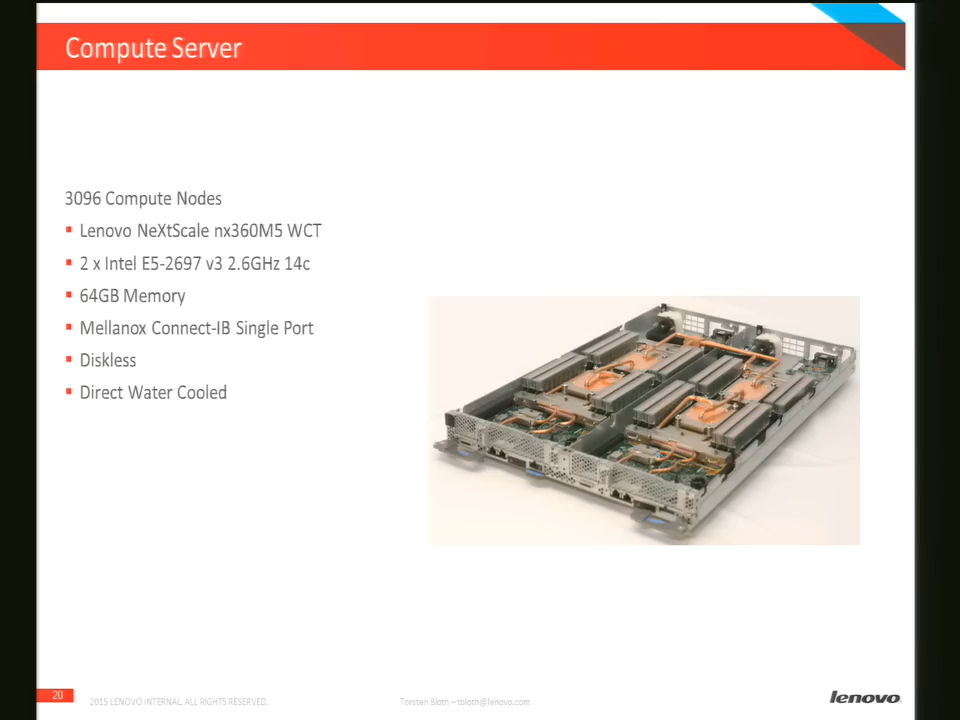 Compute Server
3096 Compute Nodes
Lenovo NeXtScale nx360M5 WCT
2 x Intel E5-2697 v3 2.6GHz 14c
64GB Memory
Mellanox Connect-IB Single Port
Diskless
Direct Water Cooled
20
2015 LENOVO INTERNAL. ALL RIGHTS RESERVED.
Torsten Bloth – tbloth@lenovo.com
lenovo